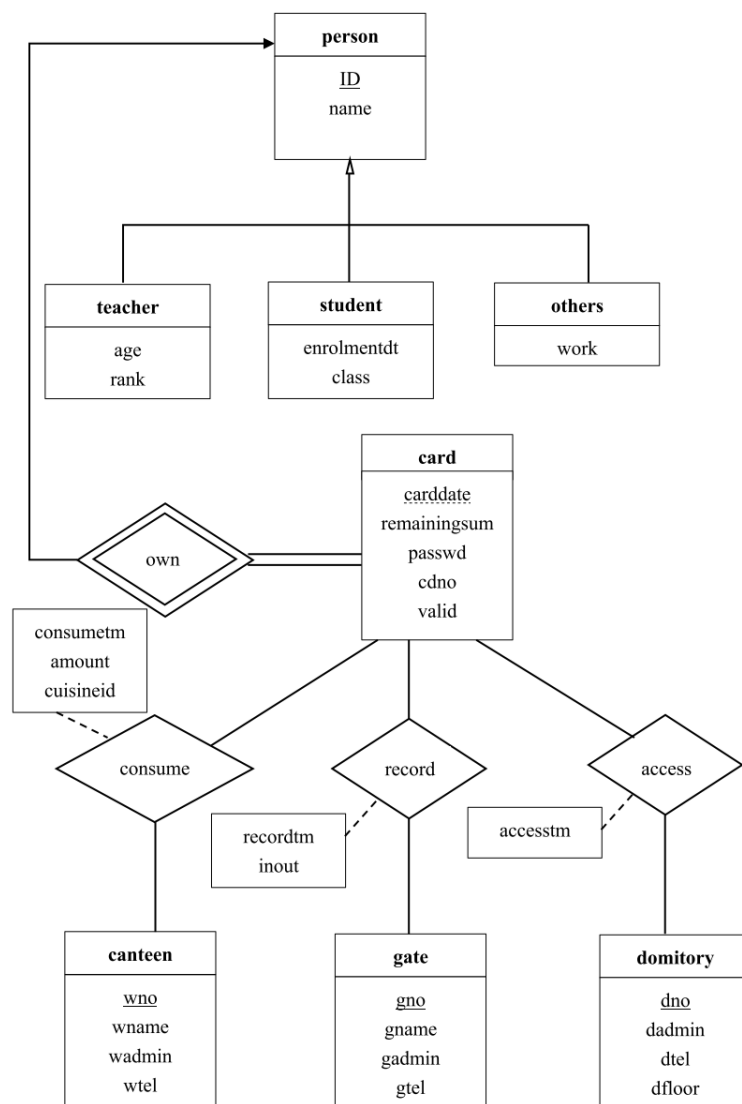 person
ID
name
teacher
age
rank
student
enrolmentdt
class
others
work
card
carddate
remainingsum
passwd
cdno
valid
own
consumetm
amount
cuisineid
consume
record
access
recordtm
inout
accesstm
canteen
wno
wname
wadmin
wtel
gate
gno
gname
gadmin
gtel
domitory
dno
dadmin
dtel
dfloor